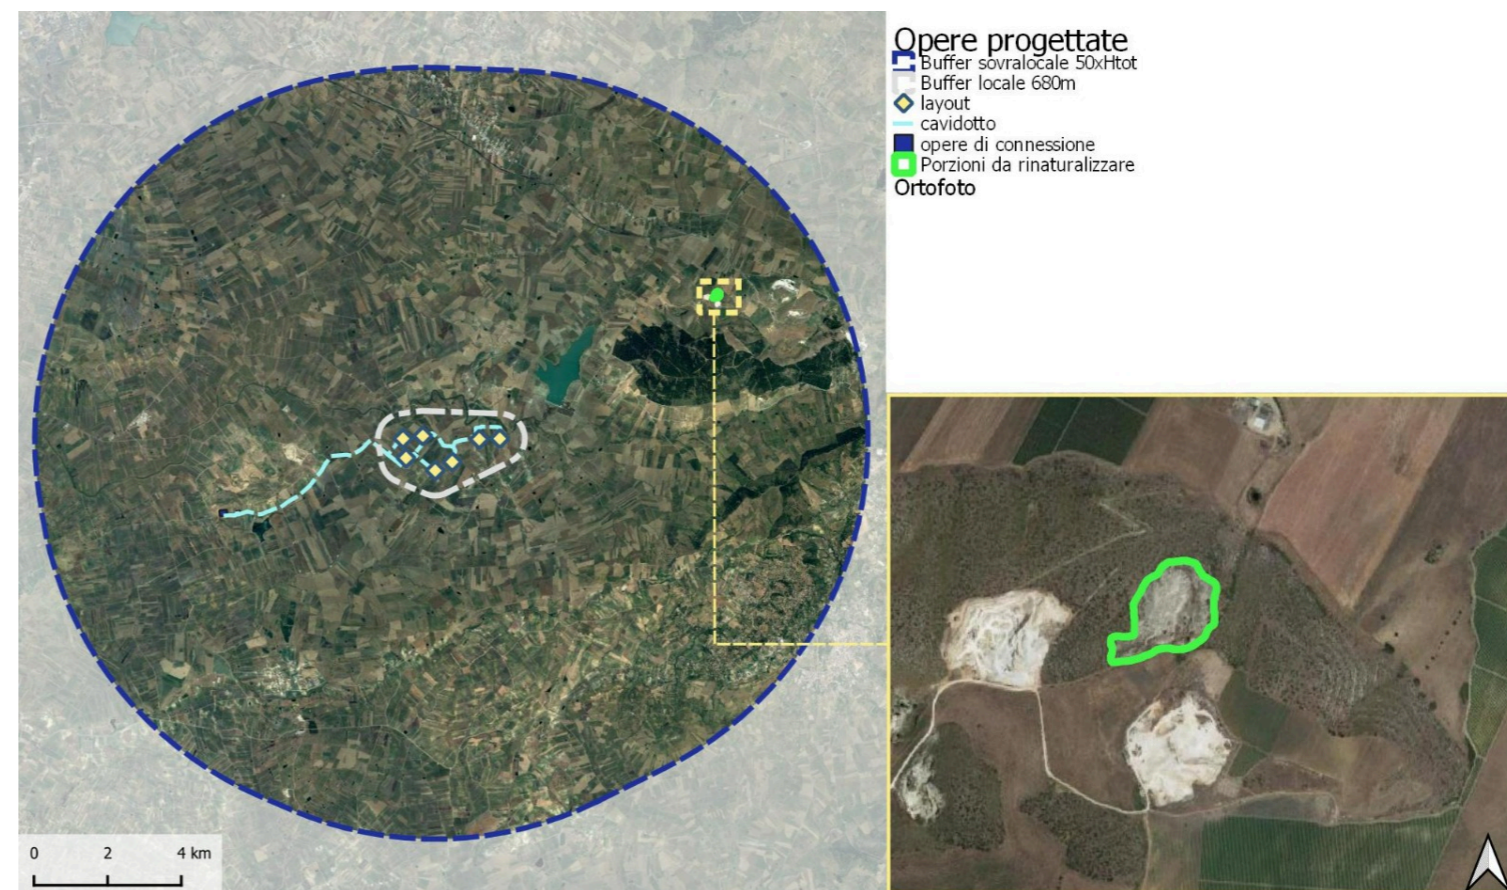 Opere progettate
Buffer sovralocale 50xHtot
Buffer locale 680m
layout
cavidotto
opere di connessione
Porzioni da rinaturalizzare
Ortofoto
0 2 4 km